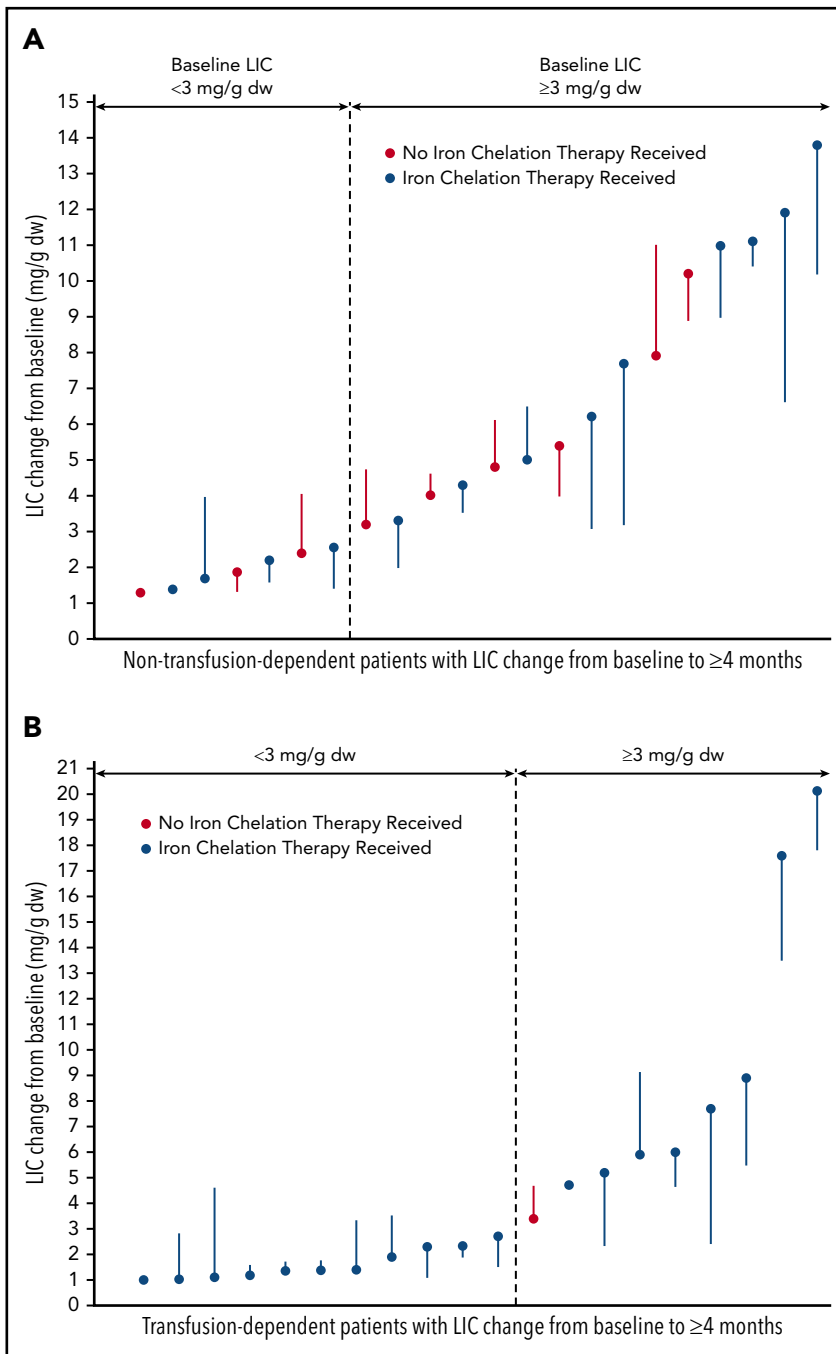 A
Baseline LIC
<3 mg/g dw
Baseline LIC
≥3 mg/g dw
15
14
13
12
11
10
9
8
7
6
5
4
3
2
1
0
LIC change from baseline (mg/g dw)
No Iron Chelation Therapy Received
Iron Chelation Therapy Received
Non-transfusion-dependent patients with LIC change from baseline to ≥4 months
B
<3 mg/g dw
≥3 mg/g dw
21
20
19
18
17
16
15
14
13
12
11
10
9
8
7
6
5
4
3
2
1
0
LIC change from baseline (mg/g dw)
No Iron Chelation Therapy Received
Iron Chelation Therapy Received
Transfusion-dependent patients with LIC change from baseline to ≥4 months